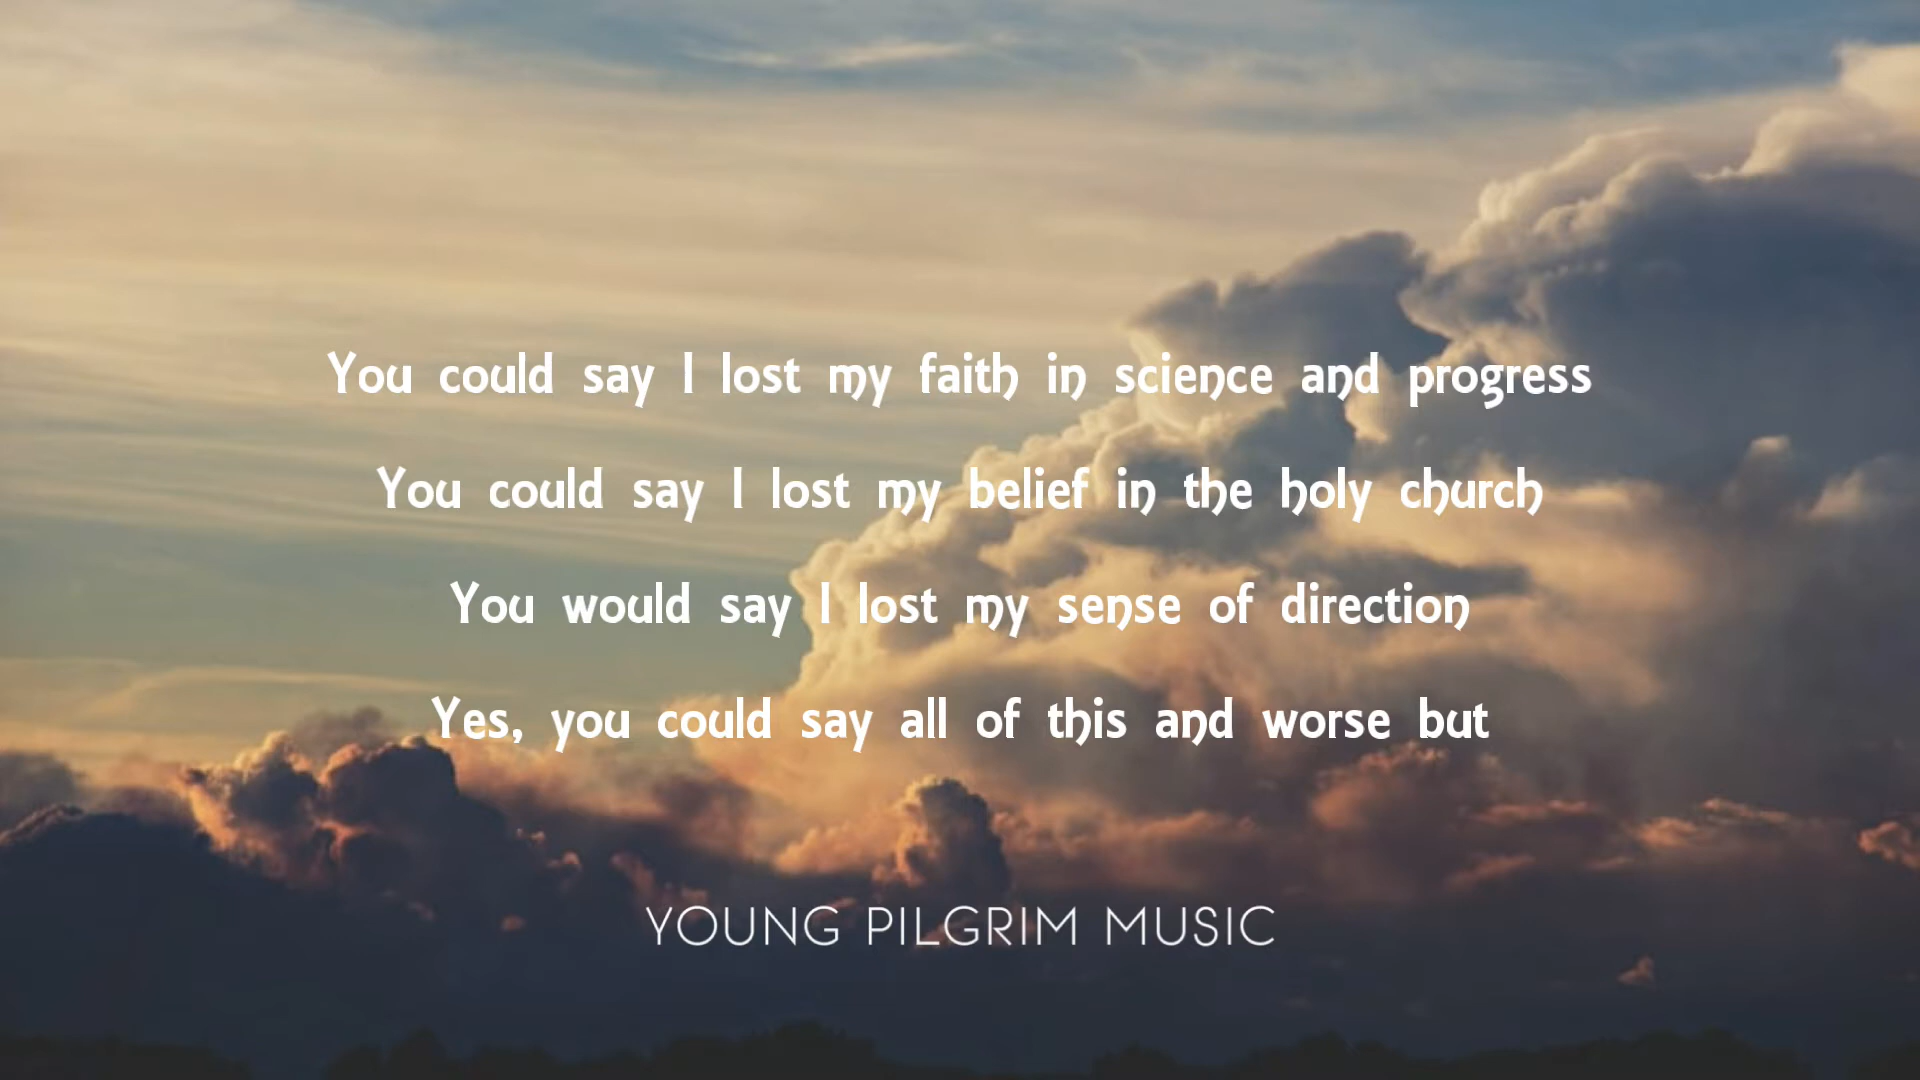 You could say I lost my faith in science and progress
You could say I lost my belief in the holy church
You would say I lost my sense of direction
Yes, you could say all of this and worse but
YOUNG PILGRIM MUSIC